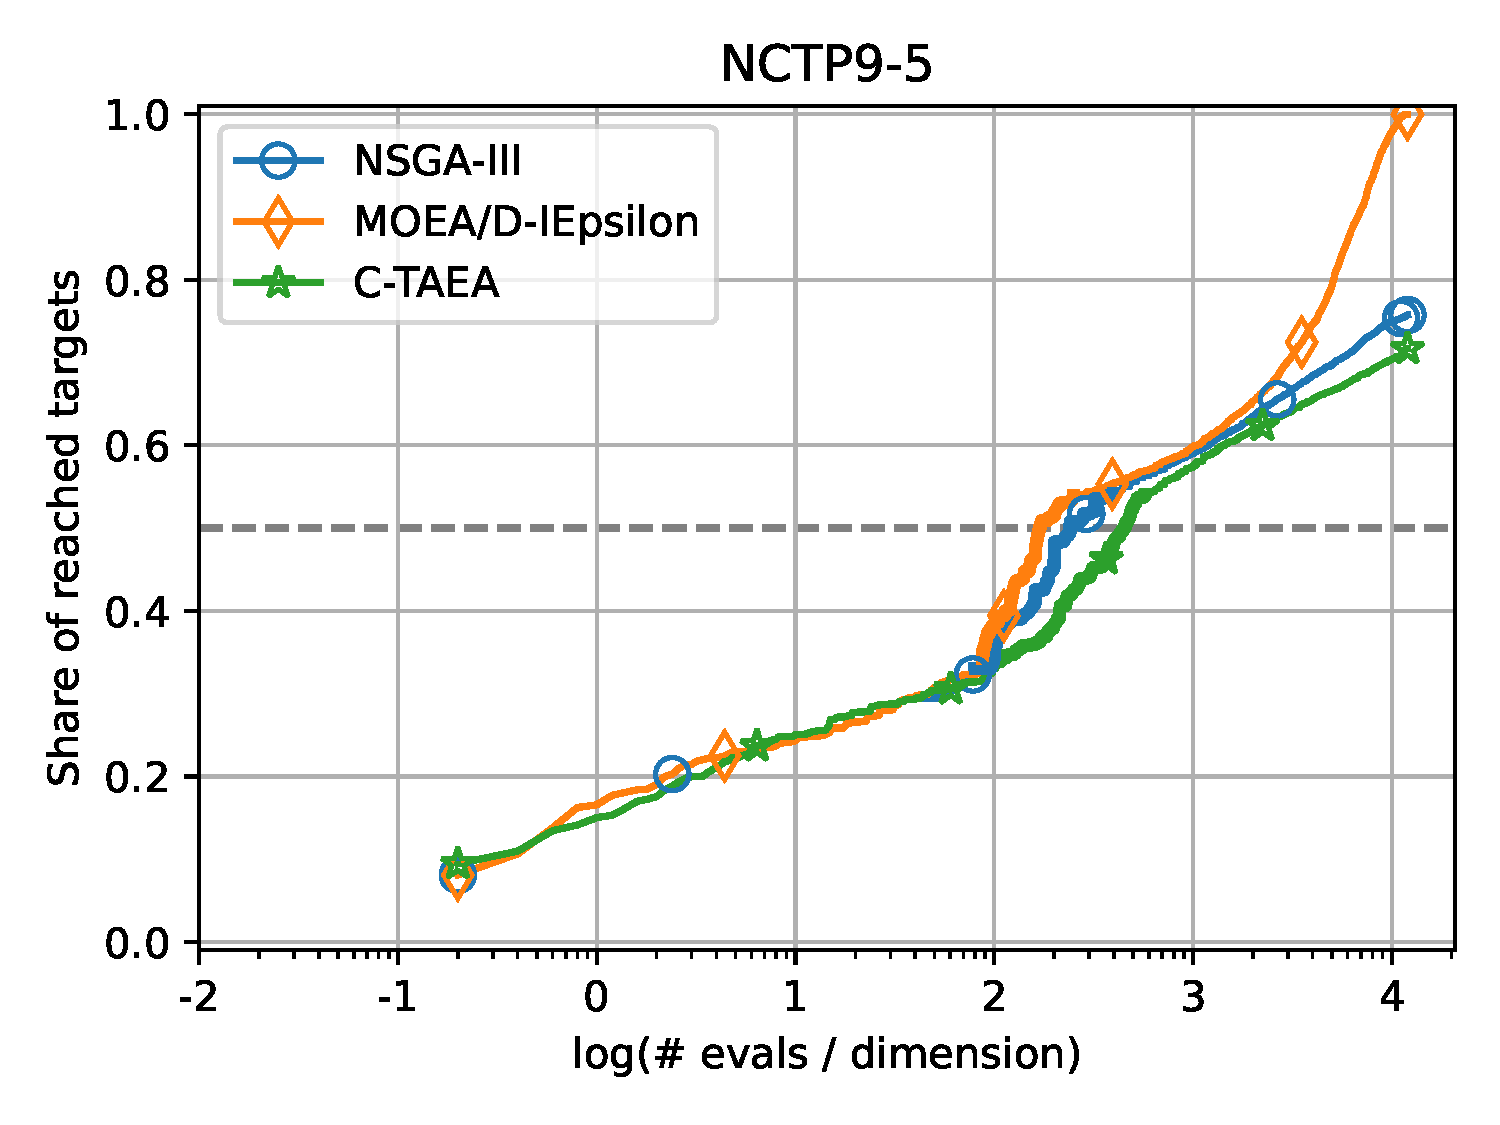 NCTP9-5
1.0
0.8
0.6
0.4
0.2
0.0
Share of reached targets
NSGA-III
MOEA/D-IEpsilon
C-TAEA
-2 -1 0 1 2 3 4
log(# evals / dimension)